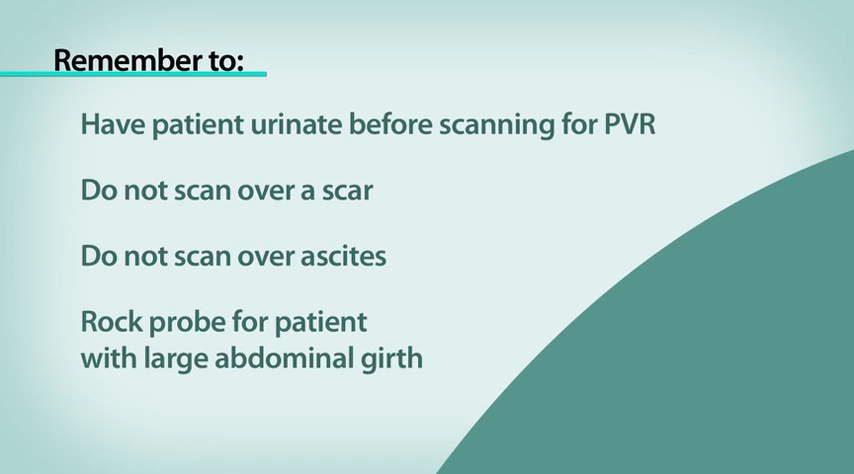 Remember to:
Have patient urinate before scanning for PVR
Do not scan over a scar
Do not scan over ascites
Rock probe for patient
with large abdominal girth